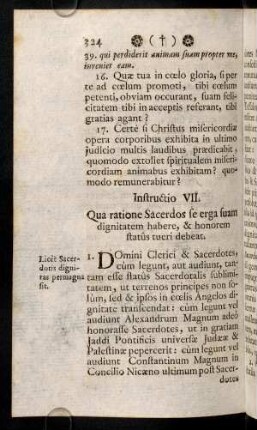 324 ( † )
39. qui perdiderit animam suam propter me,
inveniet eam.
16. Quæ tua in cœlo gloria, si per
te ad cœlum promoti, tibi cœlum
petenti, obviam occurant, suam feli-
citatem tibi in acceptis referant, tibi
gratias agant?
17. Certè si Christus misericordiæ
opera corporibus exhibita in ultimo
judicio multis laudibus prædicabit,
quomodo extollet spiritualem miseri-
cordiam animabus exhibitam? quo-
modo remunerabitur?
Instructio VII.
Qua ratione Sacerdos se erga suam
dignitatem habere, & honorem
statûs tueri debeat.
Licèt Sacer-
dotis digni-
tas permagna
sit.
1. Domini Clerici & Sacerdotes,
cùm legunt, aut audiunt, tan-
tam esse statûs Sacerdotalis sublimi-
tatem, ut terrenos principes non so-
lùm, sed & ipsos in cœlis Angelos di-
gnitate transcendat: cùm legunt vel
audiunt Alexandrum Magnum adeò
honorasse Sacerdotes, ut in gratiam
Jaddi Pontificis universæ Judææ &
Palestinæ pepercerit: cùm legunt vel
audiunt Constantinum Magnum in
Concilio Nicæno ultimum post Sacer-
dotes